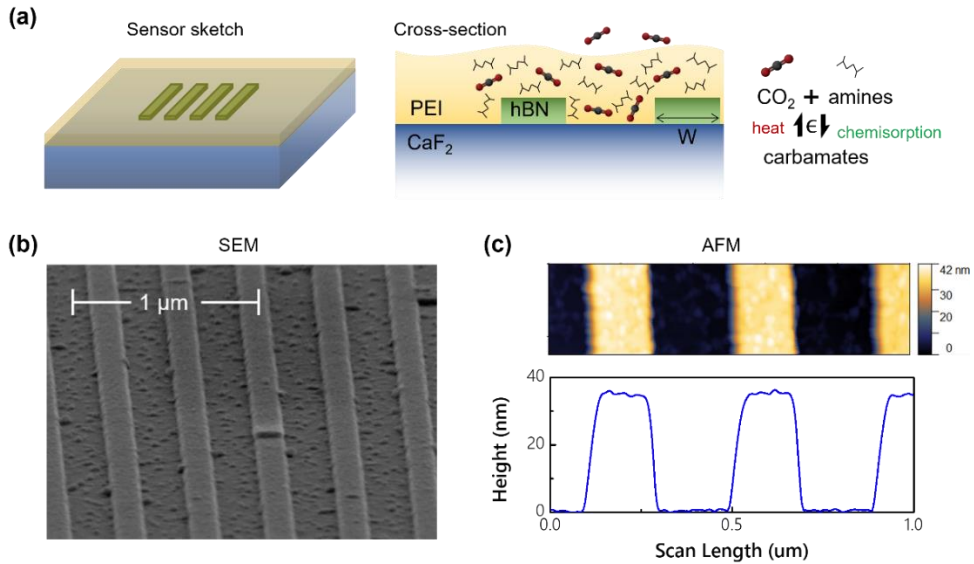 (a)
Sensor sketch
Cross-section
PEI
hBN
W
CaF2
CO2 + amines
heat ϵ chemisorption
carbamates
(b)
SEM
1 µm
(c)
AFM
42 nm
30
20
10
0
40
20
0
Height (nm)
0.0 0.5 1.0
Scan Length (um)